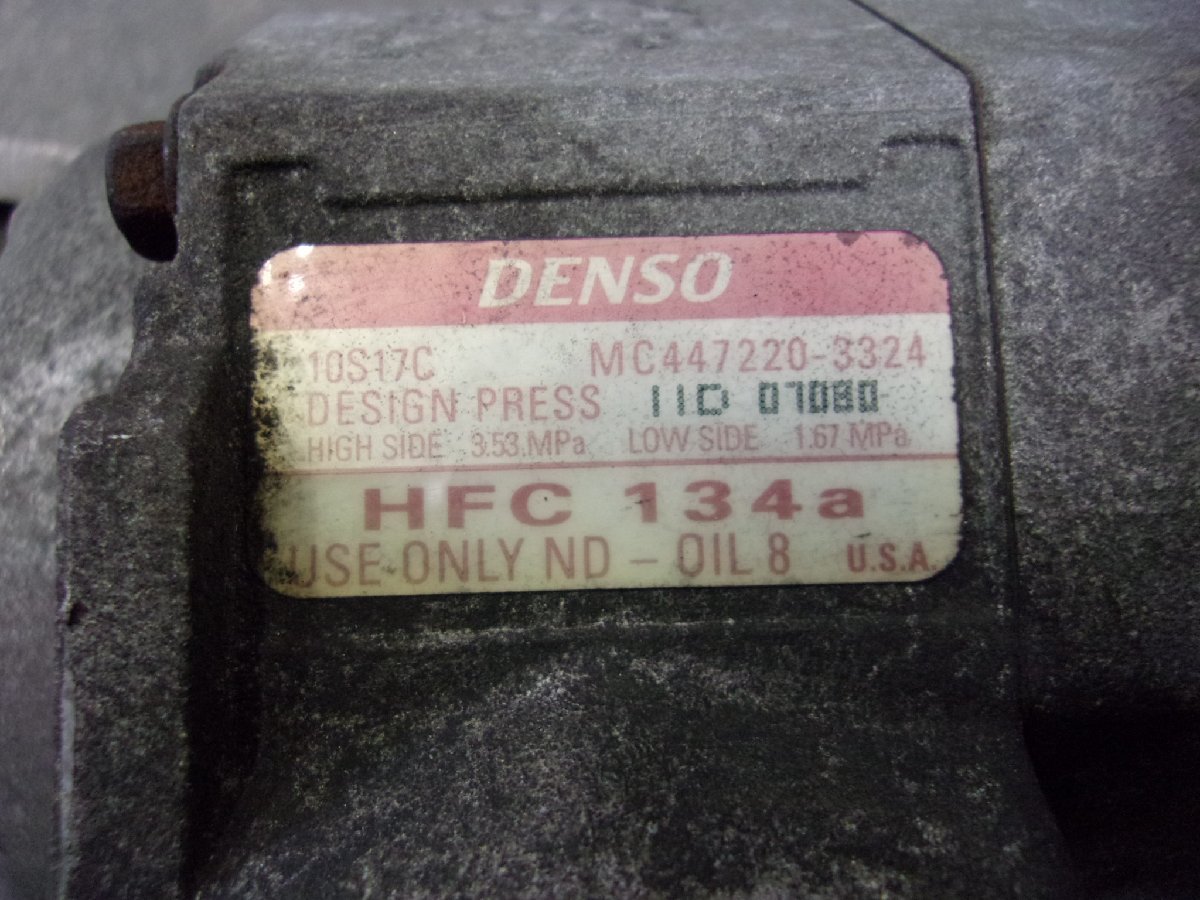 DENSO
10S17C MC447220-3324
DESIGN PRESS 11D 07080
HIGH SIDE 3.53 MPa LOW SIDE 1.67 MPa
HFC 134a
USE ONLY ND - OIL 8 U.S.A.